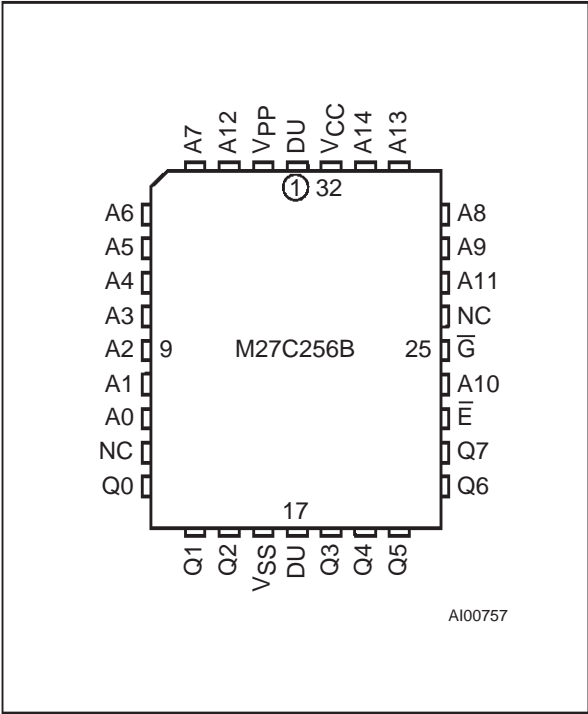 A7 A12 VPP DU VCC A14 A13
1 32
A6 A8
A5 A9
A4 A11
A3 NC
A2 9 M27C256B 25 G̅
A1 A10
A0 E̅
NC Q7
Q0 Q6
17
Q1 Q2 VSS DU Q3 Q4 Q5
AI00757